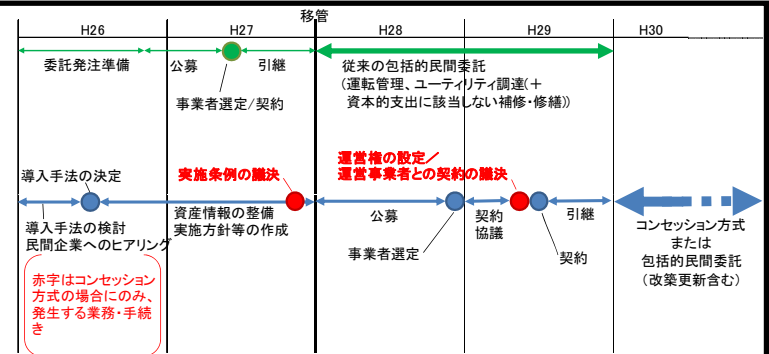 移管
H26
H27
H28
H29
H30
委託発注準備
公募
引継
事業者選定/契約
従来の包括的民間委託
(運転管理、ユーティリティ調達(＋
資本的支出に該当しない補修・修繕))
導入手法の決定
実施条例の議決
運営権の設定／
運営事業者との契約の議決
導入手法の検討
民間企業へのヒアリング
資産情報の整備
実施方針等の作成
公募
事業者選定
契約
協議
契約
引継
コンセッション方式
または
包括的民間委託
(改築更新含む)
赤字はコンセッション
方式の場合にのみ、
発生する業務・手続
き